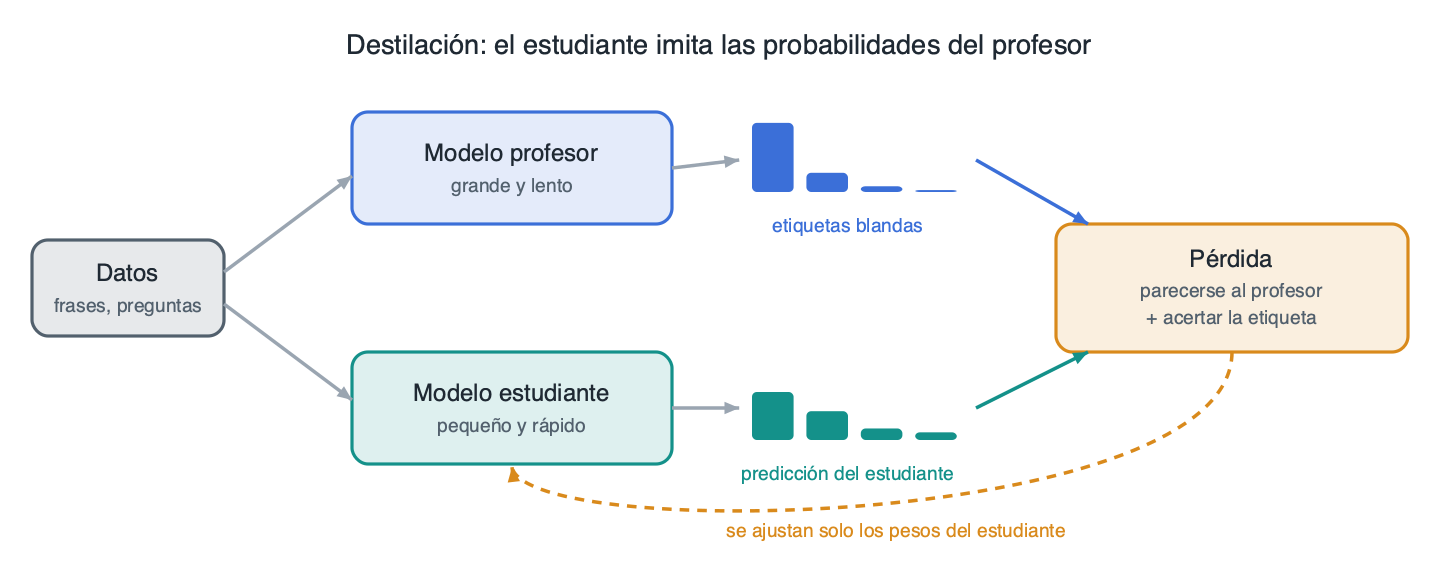 Destilación: el estudiante imita las probabilidades del profesor
Modelo profesor
grande y lento
etiquetas blandas
Datos
frases, preguntas
Pérdida
parecerse al profesor
+ acertar la etiqueta
Modelo estudiante
pequeño y rápido
predicción del estudiante
se ajustan solo los pesos del estudiante